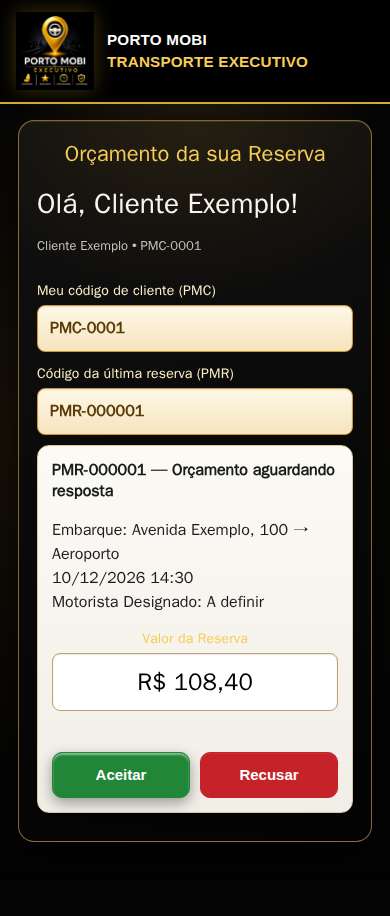 PORTO MOBI
EXECUTIVO
PORTO MOBI
TRANSPORTE EXECUTIVO
Orçamento da sua Reserva
Olá, Cliente Exemplo!
Cliente Exemplo • PMC-0001
Meu código de cliente (PMC)
PMC-0001
Código da última reserva (PMR)
PMR-000001
PMR-000001 — Orçamento aguardando
resposta
Embarque: Avenida Exemplo, 100 →
Aeroporto
10/12/2026 14:30
Motorista Designado: A definir
Valor da Reserva
R$ 108,40
Aceitar
Recusar